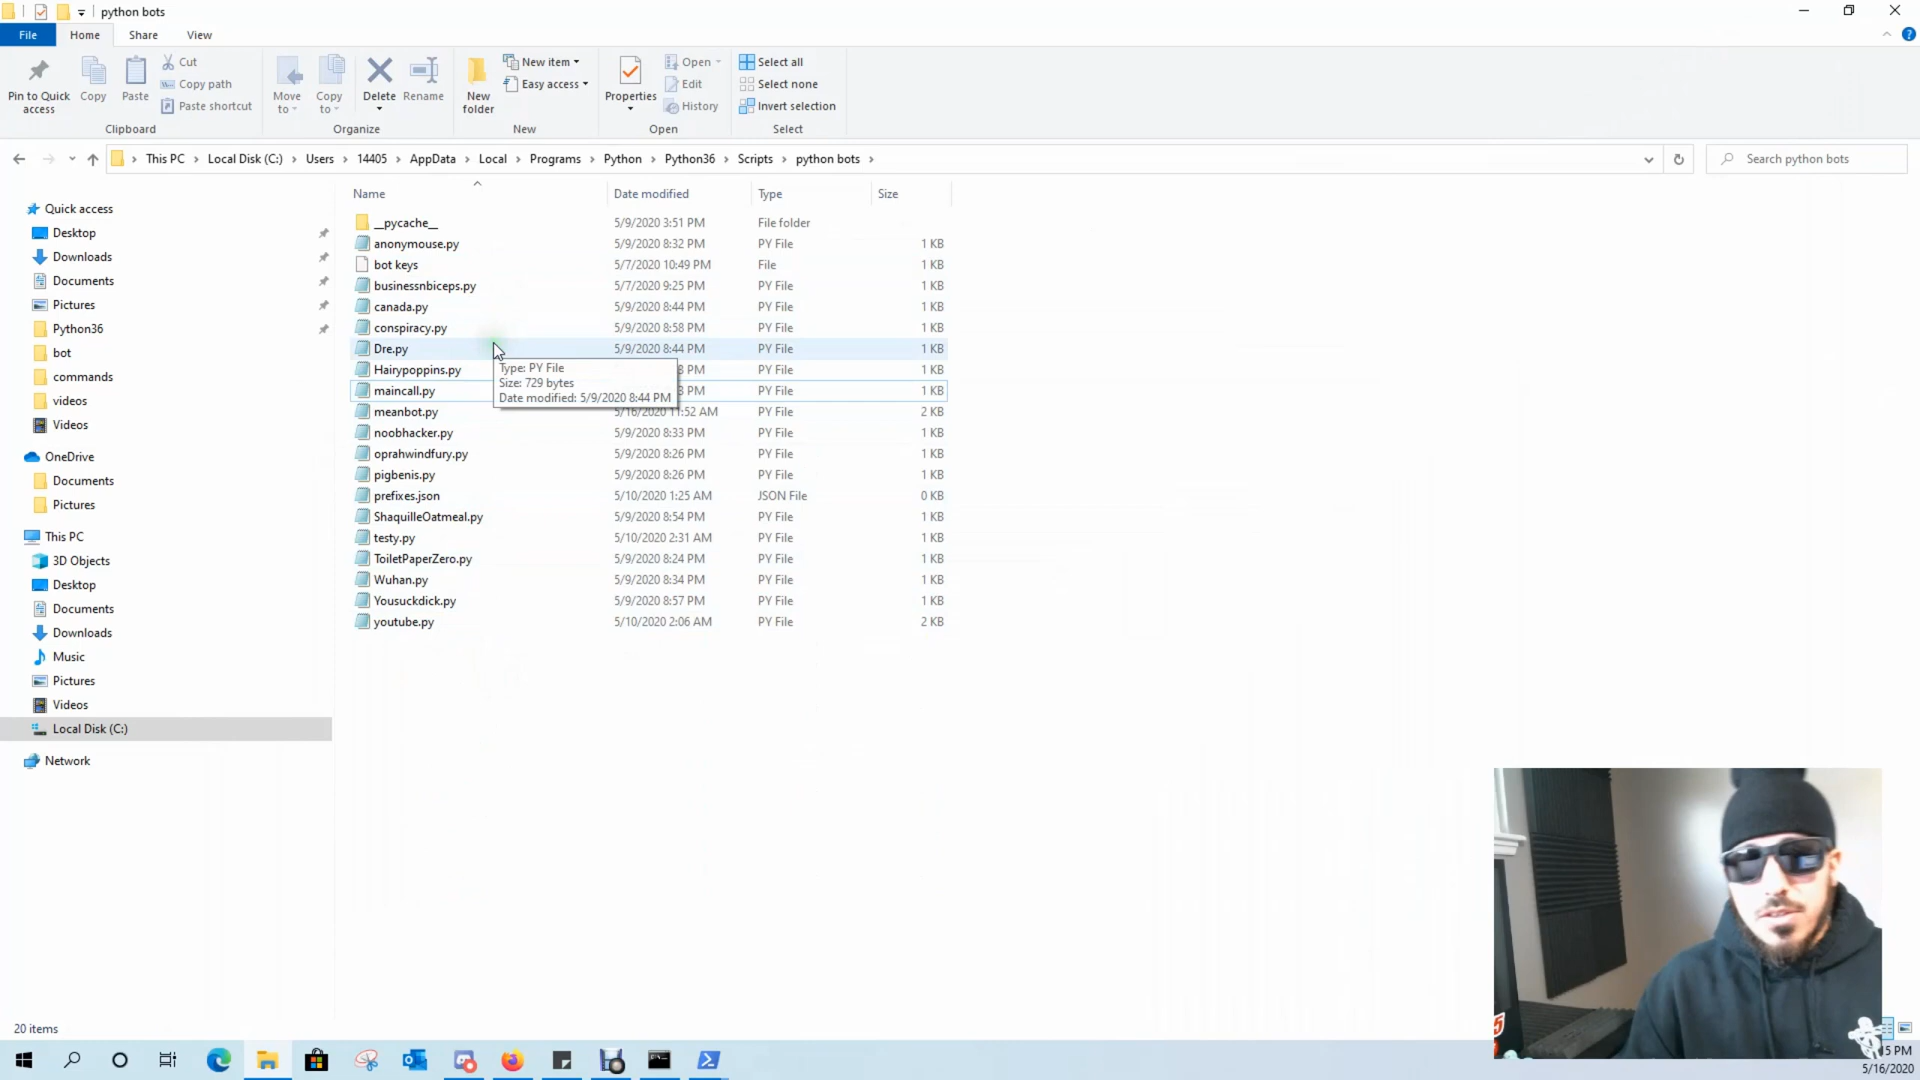 python bots
File Home Share View
Pin to Quick access
Copy
Paste
Cut
Copy path
Paste shortcut
Clipboard
Move to
Copy to
Delete
Rename
Organize
New folder
New item
Easy access
New
Properties
Open
Edit
History
Open
Select all
Select none
Invert selection
Select
This PC > Local Disk (C:) > Users > 14405 > AppData > Local > Programs > Python > Python36 > Scripts > python bots >
Search python bots
Quick access
Desktop
Downloads
Documents
Pictures
Python36
bot
commands
videos
Videos
OneDrive
Documents
Pictures
This PC
3D Objects
Desktop
Documents
Downloads
Music
Pictures
Videos
Local Disk (C:)
Network
Name Date modified Type Size
__pycache__ 5/9/2020 3:51 PM File folder
anonymouse.py 5/9/2020 8:32 PM PY File 1 KB
bot keys 5/7/2020 10:49 PM File 1 KB
businessnbiceps.py 5/7/2020 9:25 PM PY File 1 KB
canada.py 5/9/2020 8:44 PM PY File 1 KB
conspiracy.py 5/9/2020 8:58 PM PY File 1 KB
Dre.py 5/9/2020 8:44 PM PY File 1 KB
Hairypoppins.py PM PY File 1 KB
maincall.py PM PY File 1 KB
Type: PY File
Size: 729 bytes
Date modified: 5/9/2020 8:44 PM
meanbot.py 5/16/2020 11:52 AM PY File 2 KB
noobhacker.py 5/9/2020 8:33 PM PY File 1 KB
oprahwindfury.py 5/9/2020 8:26 PM PY File 1 KB
pigbenis.py 5/9/2020 8:26 PM PY File 1 KB
prefixes.json 5/10/2020 1:25 AM JSON File 0 KB
ShaquilleOatmeal.py 5/9/2020 8:54 PM PY File 1 KB
testy.py 5/10/2020 2:31 AM PY File 1 KB
ToiletPaperZero.py 5/9/2020 8:24 PM PY File 1 KB
Wuhan.py 5/9/2020 8:34 PM PY File 1 KB
Yousuckdick.py 5/9/2020 8:57 PM PY File 1 KB
youtube.py 5/10/2020 2:06 AM PY File 2 KB
20 items
5 PM
5/16/2020